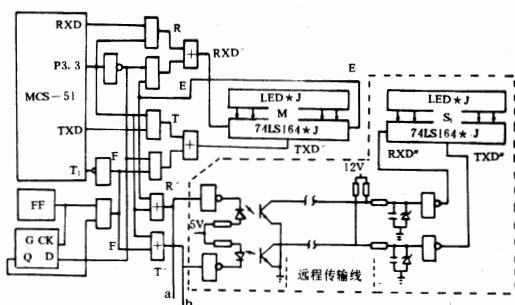 RXD
R
RXD′
P3.3
E
E
MCS-51
LED★J
M
74LS164★J
LED★J
S₁
74LS164★J
TXD
T
TXD′
RXD″
TXD″
T₁
F
12V
R′
FF
5V
G CK
Q D
F
T′
远程传输线
a
b